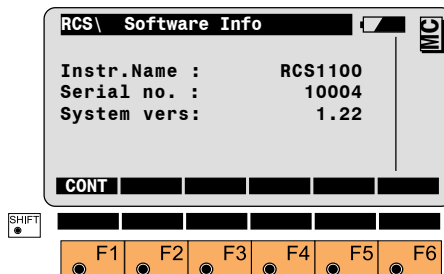 RCS\ Software Info
MC
Instr.Name : RCS1100
Serial no. : 10004
System vers: 1.22
CONT
SHIFT
F1 F2 F3 F4 F5 F6